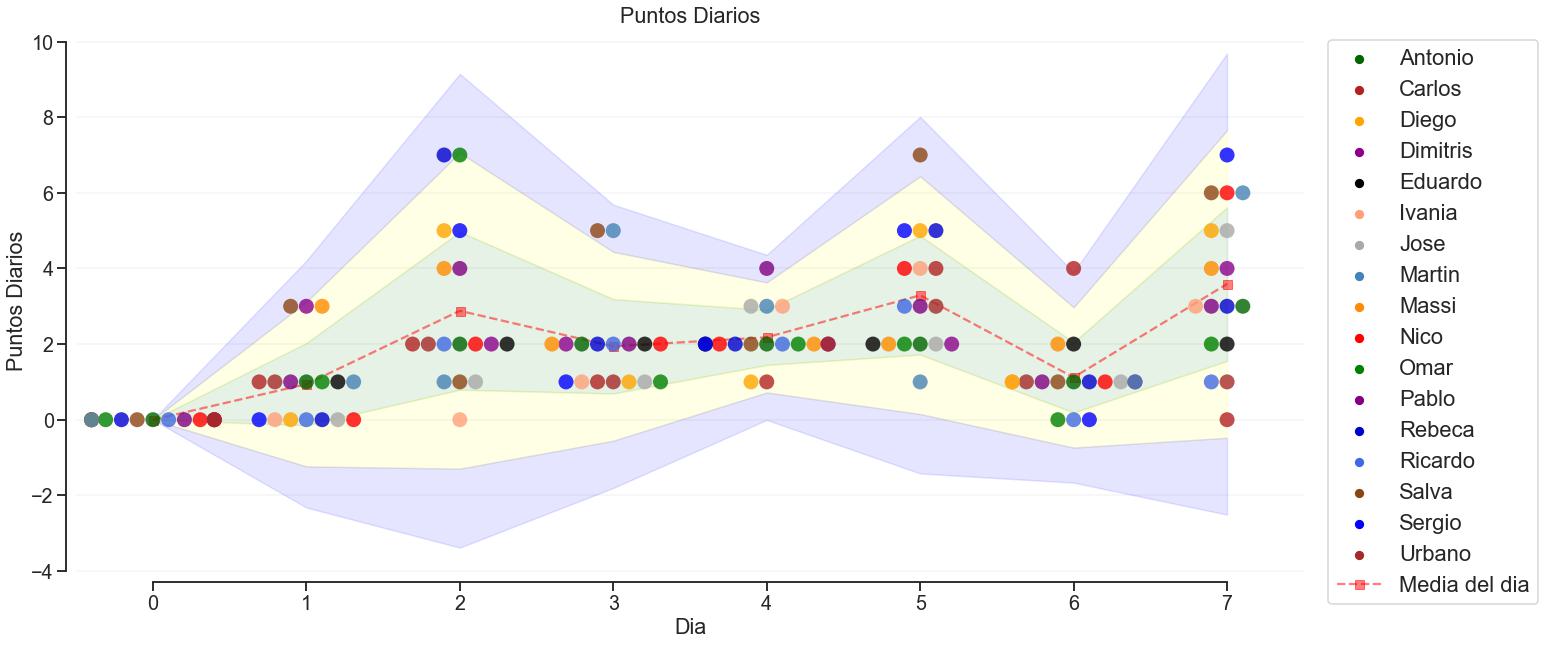 Puntos Diarios
Puntos Diarios
10
8
6
4
2
0
−2
−4
0 1 2 3 4 5 6 7
Dia
Antonio
Carlos
Diego
Dimitris
Eduardo
Ivania
Jose
Martin
Massi
Nico
Omar
Pablo
Rebeca
Ricardo
Salva
Sergio
Urbano
Media del dia